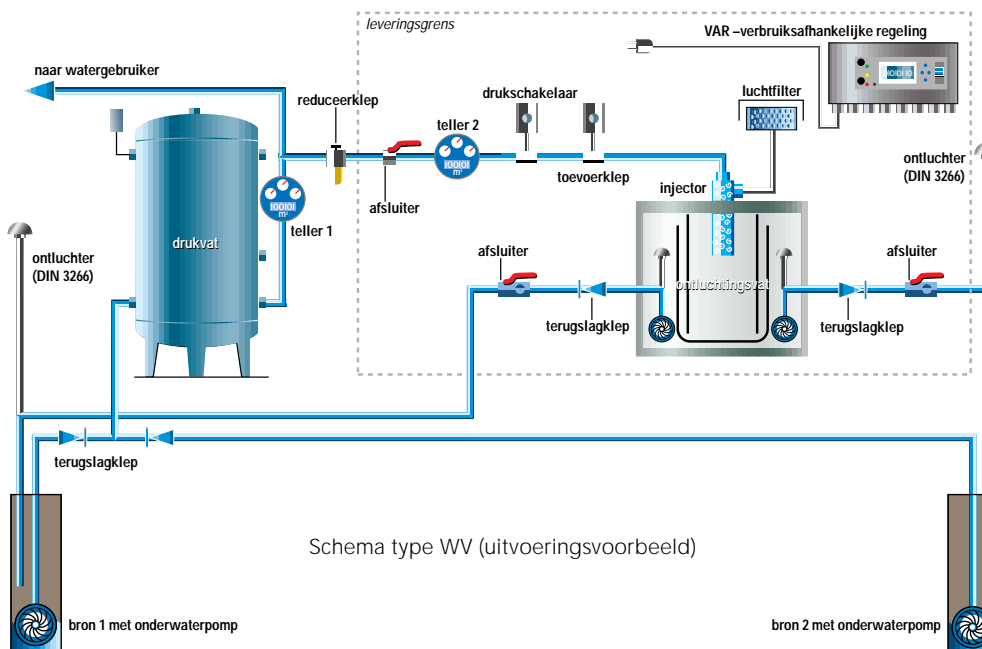 leveringsgrens
VAR –verbruiksafhankelijke regeling
naar watergebruiker
reduceerklep
drukschakelaar
luchtfilter
teller 2
m³
afsluiter
toevoerklep
injector
ontluchter
(DIN 3266)
m³
teller 1
drukvat
ontluchter
(DIN 3266)
afsluiter
terugslagklep
ontluchtingsvat
afsluiter
terugslagklep
terugslagklep
Schema type WV (uitvoeringsvoorbeeld)
bron 1 met onderwaterpomp
bron 2 met onderwaterpomp